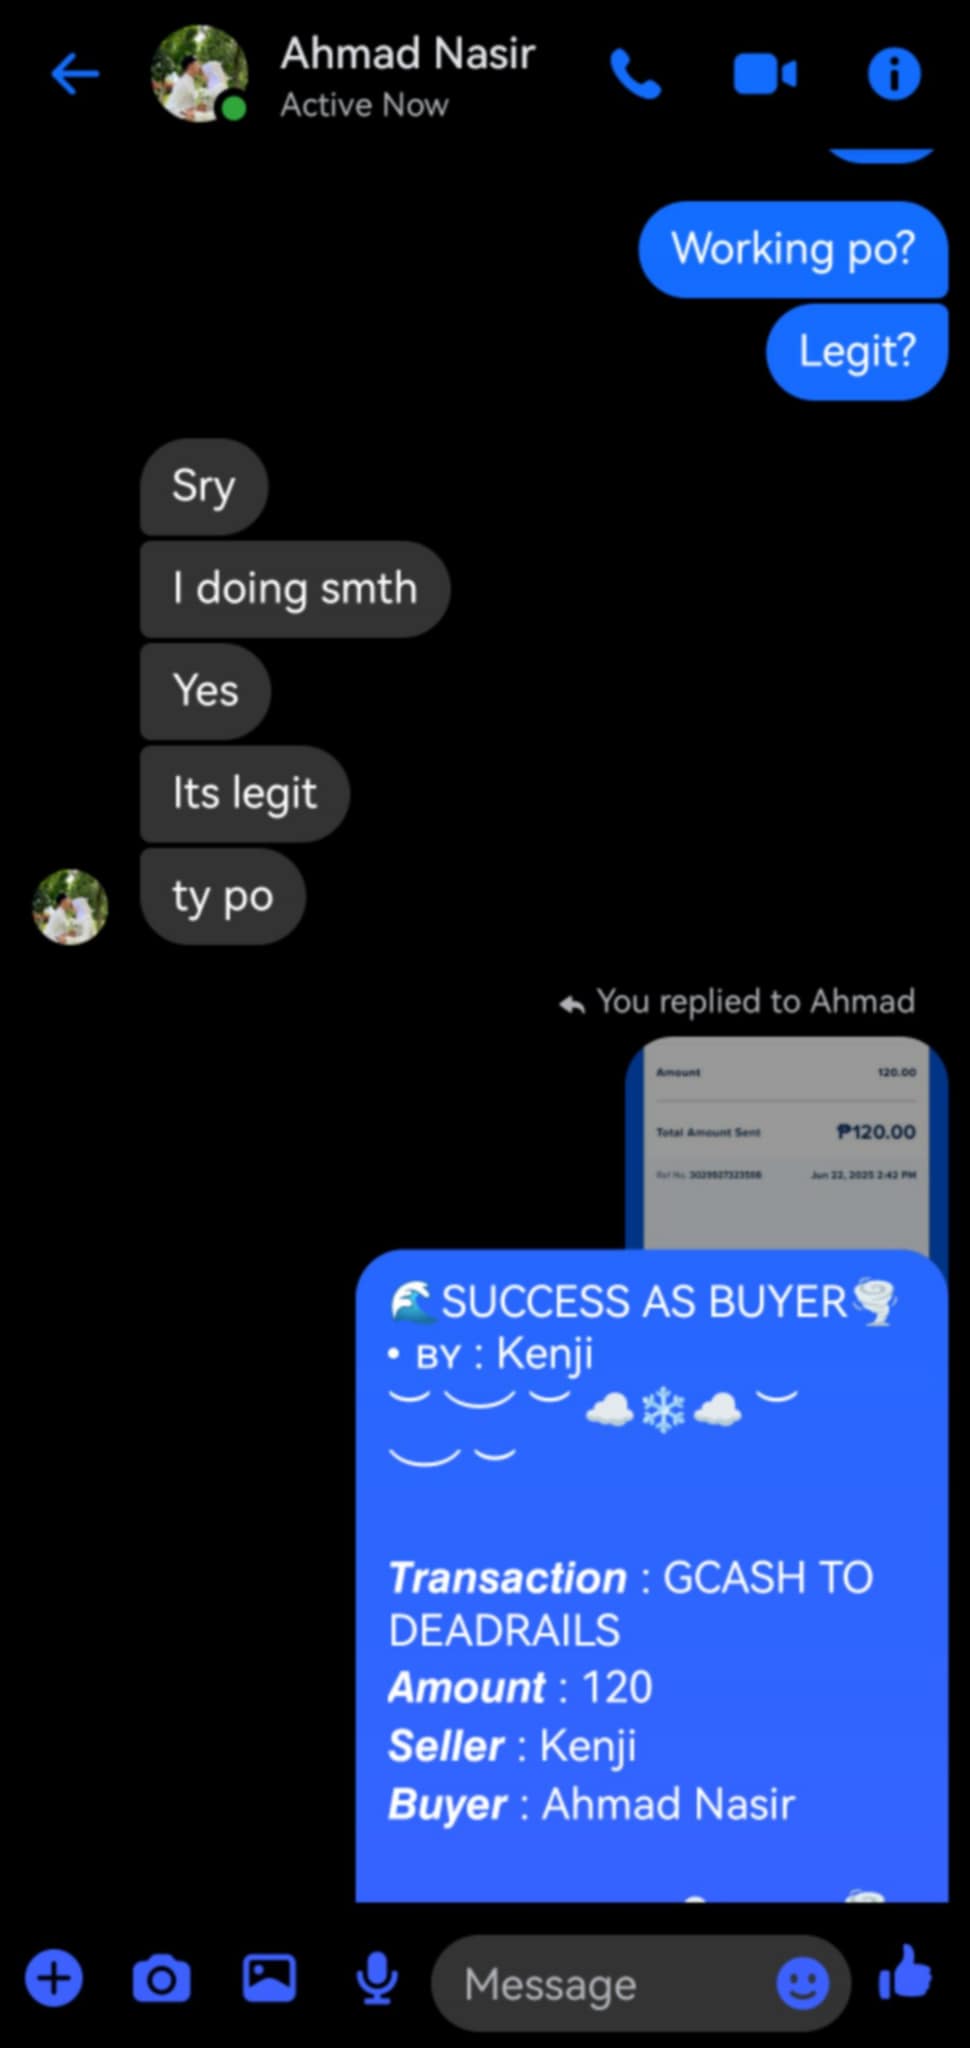 Ahmad Nasir
Active Now
Working po?
Legit?
Sry
I doing smth
Yes
Its legit
ty po
You replied to Ahmad
Amount 120.00
Total Amount Sent ₱120.00
Ref No. Jun 22, 2025 2:42 PM
🌊SUCCESS AS BUYER🌪️
• ʙʏ : Kenji
︶ ⏝ ︶ ☁️❄️☁️ ︶
⏝ ︶
Transaction : GCASH TO
DEADRAILS
Amount : 120
Seller : Kenji
Buyer : Ahmad Nasir
Message